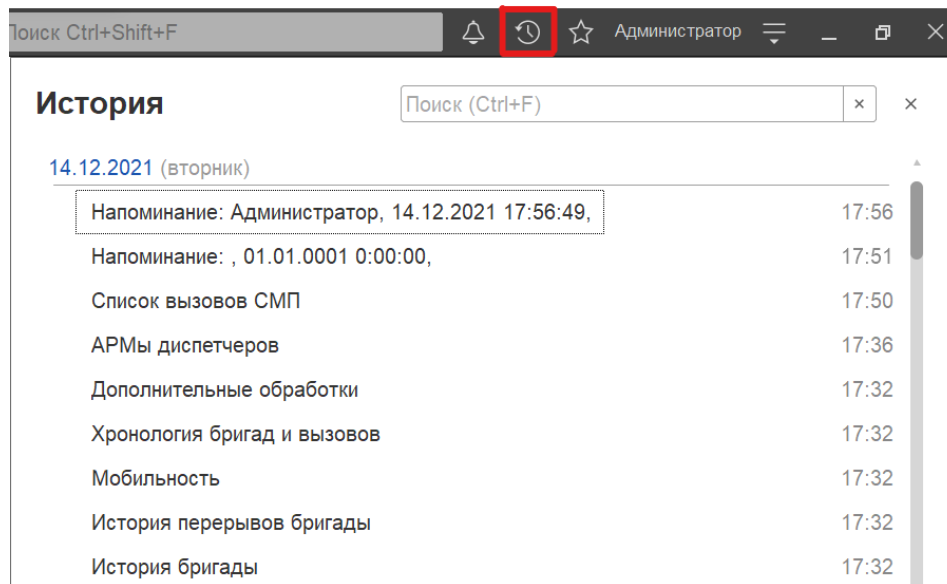 Поиск Ctrl+Shift+F Администратор
История Поиск (Ctrl+F)
14.12.2021 (вторник)
Напоминание: Администратор, 14.12.2021 17:56:49, 17:56
Напоминание: , 01.01.0001 0:00:00, 17:51
Список вызовов СМП 17:50
АРМы диспетчеров 17:36
Дополнительные обработки 17:32
Хронология бригад и вызовов 17:32
Мобильность 17:32
История перерывов бригады 17:32
История бригады 17:32